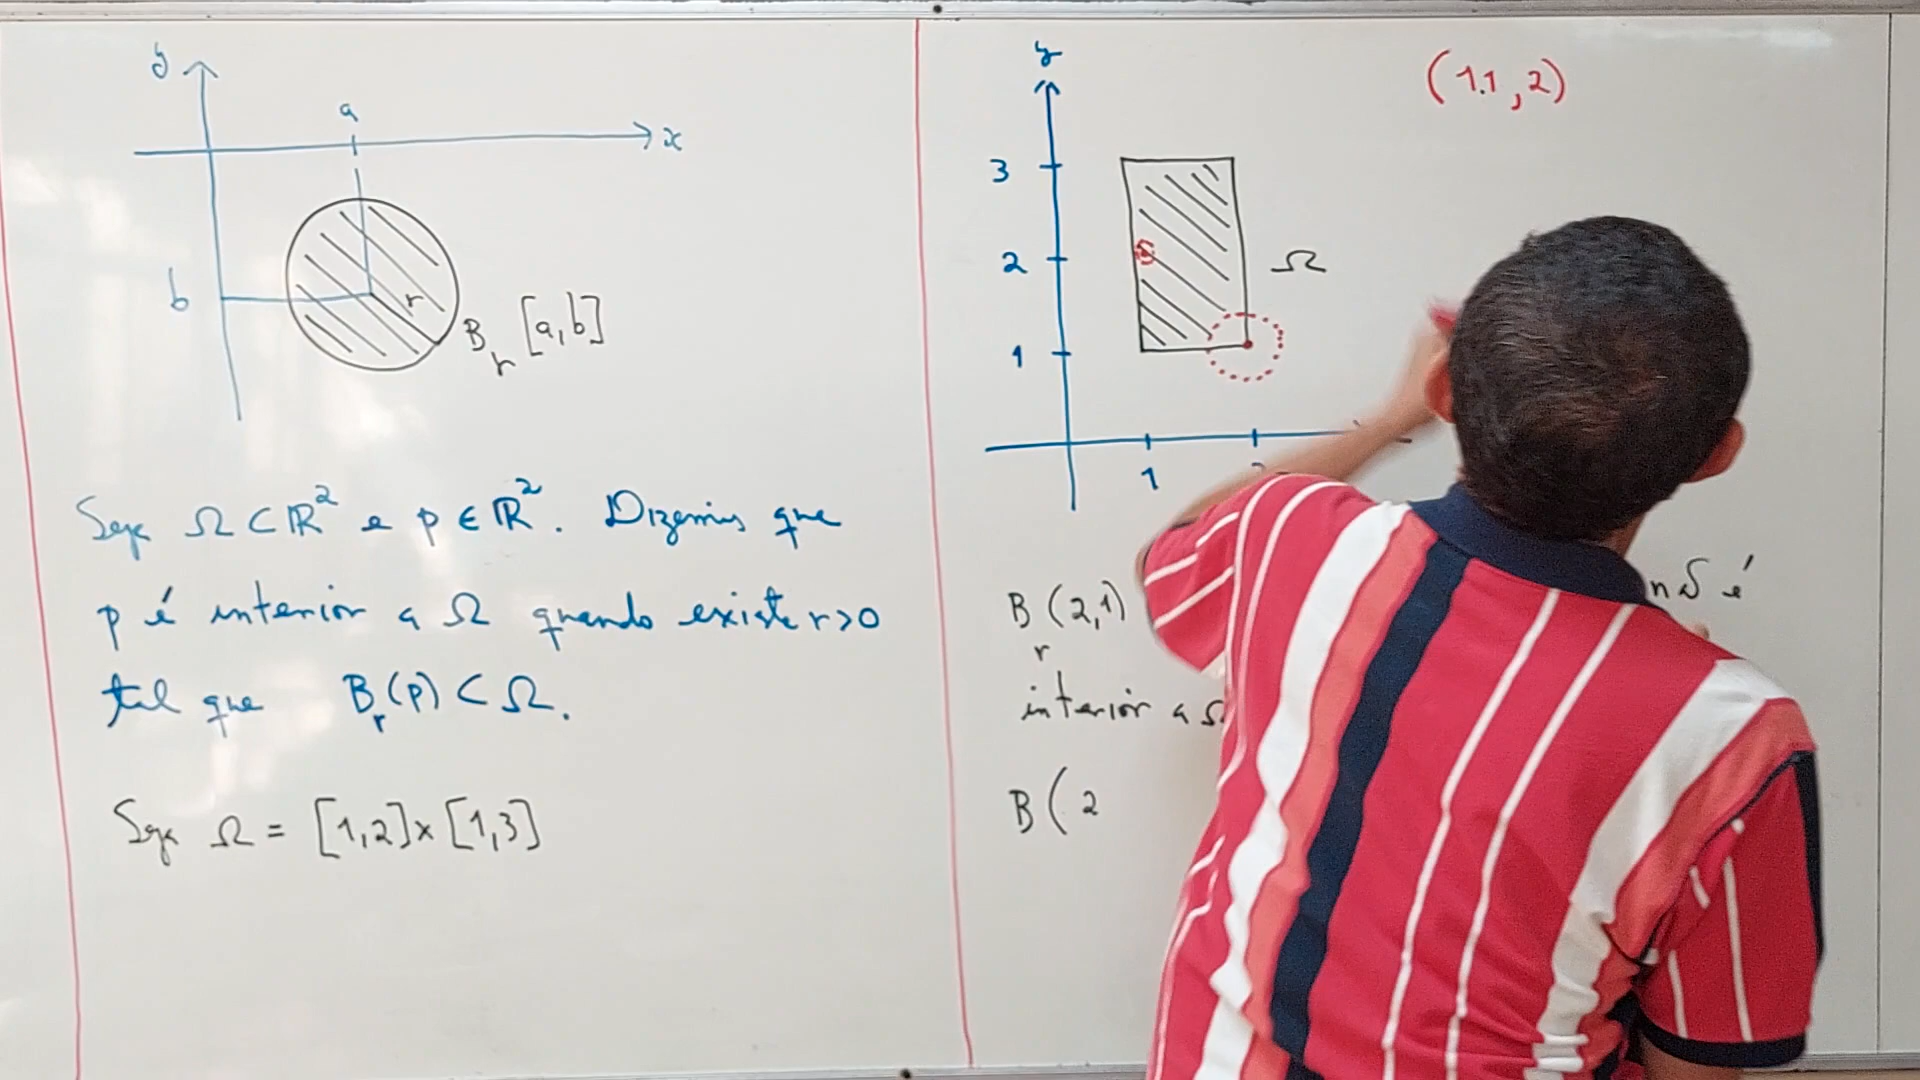 y
a
x
b
r
B_r [a,b]
Seja Ω ⊂ ℝ² e p ∈ ℝ². Dizemos que
p é interior a Ω quando existe r>0
tal que B_r(p) ⊂ Ω.
Seja Ω = [1,2]×[1,3]
y
(1.1, 2)
3
2
Ω
1
1
B_r (2,1)
não é
interior a Ω
B (2